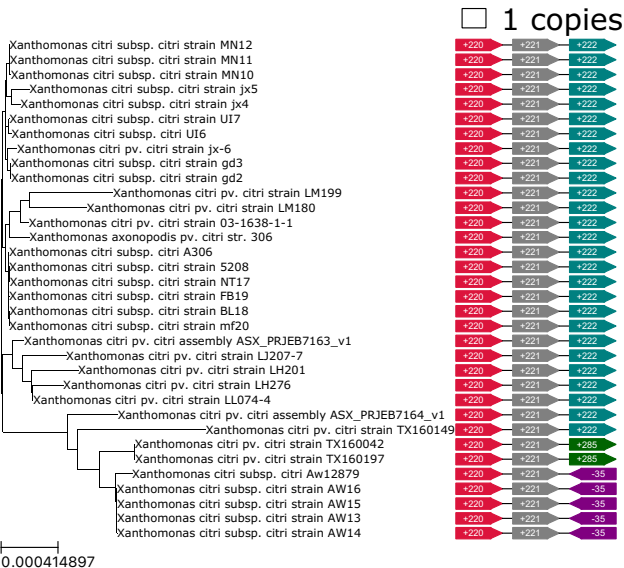 1 copies
Xanthomonas citri subsp. citri strain MN12 +220 +221 +222
Xanthomonas citri subsp. citri strain MN11 +220 +221 +222
Xanthomonas citri subsp. citri strain MN10 +220 +221 +222
Xanthomonas citri subsp. citri strain jx5 +220 +221 +222
Xanthomonas citri subsp. citri strain jx4 +220 +221 +222
Xanthomonas citri subsp. citri strain UI7 +220 +221 +222
Xanthomonas citri subsp. citri UI6 +220 +221 +222
Xanthomonas citri pv. citri strain jx-6 +220 +221 +222
Xanthomonas citri subsp. citri strain gd3 +220 +221 +222
Xanthomonas citri subsp. citri strain gd2 +220 +221 +222
Xanthomonas citri pv. citri strain LM199 +220 +221 +222
Xanthomonas citri pv. citri strain LM180 +220 +221 +222
Xanthomonas citri pv. citri strain 03-1638-1-1 +220 +221 +222
Xanthomonas axonopodis pv. citri str. 306 +220 +221 +222
Xanthomonas citri subsp. citri A306 +220 +221 +222
Xanthomonas citri subsp. citri strain 5208 +220 +221 +222
Xanthomonas citri subsp. citri strain NT17 +220 +221 +222
Xanthomonas citri subsp. citri strain FB19 +220 +221 +222
Xanthomonas citri subsp. citri strain BL18 +220 +221 +222
Xanthomonas citri subsp. citri strain mf20 +220 +221 +222
Xanthomonas citri pv. citri assembly ASX_PRJEB7163_v1 +220 +221 +222
Xanthomonas citri pv. citri strain LJ207-7 +220 +221 +222
Xanthomonas citri pv. citri strain LH201 +220 +221 +222
Xanthomonas citri pv. citri strain LH276 +220 +221 +222
Xanthomonas citri pv. citri strain LL074-4 +220 +221 +222
Xanthomonas citri pv. citri assembly ASX_PRJEB7164_v1 +220 +221 +222
Xanthomonas citri pv. citri strain TX160149 +220 +221 +222
Xanthomonas citri pv. citri strain TX160042 +220 +221 +285
Xanthomonas citri pv. citri strain TX160197 +220 +221 +285
Xanthomonas citri subsp. citri Aw12879 +220 +221 -35
Xanthomonas citri subsp. citri strain AW16 +220 +221 -35
Xanthomonas citri subsp. citri strain AW15 +220 +221 -35
Xanthomonas citri subsp. citri strain AW13 +220 +221 -35
Xanthomonas citri subsp. citri strain AW14 +220 +221 -35
0.000414897